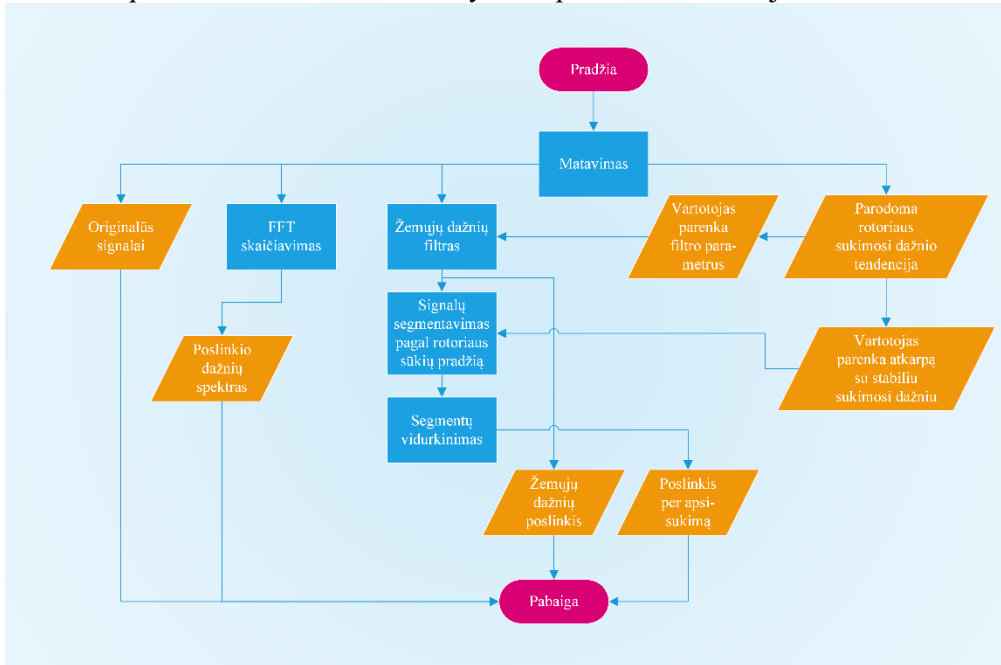 Pradžia
Matavimas
Originalūs
signalai
FFT
skaičiavimas
Žemųjų dažnių
filtras
Vartotojas
parenka
filtro para-
metrus
Parodoma
rotoriaus
sukimosi dažnio
tendencija
Signalų
segmentavimas
pagal rotoriaus
sūkių pradžią
Poslinkio
dažnių
spektras
Vartotojas
parenka atkarpą
su stabiliu
sukimosi dažniu
Segmentų
vidurkinimas
Žemųjų
dažnių
poslinkis
Poslinkis
per apsi-
sukimą
Pabaiga